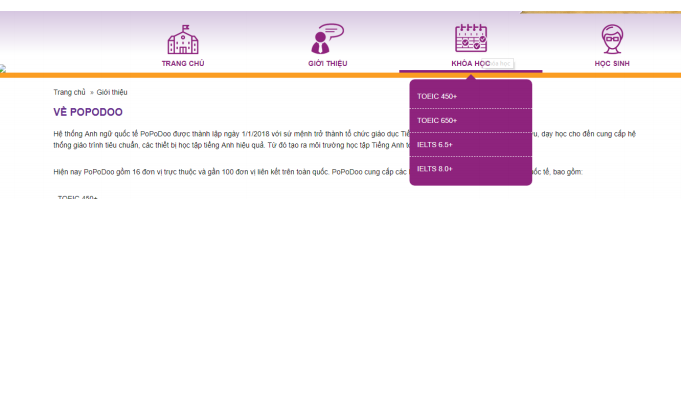 TRANG CHỦ
GIỚI THIỆU
KHÓA HỌC
HỌC SINH
Trang chủ » Giới thiệu
VỀ POPODOO
Hệ thống Anh ngữ quốc tế PoPoDoo được thành lập ngày 1/1/2018 với sứ mệnh trở thành tổ chức giáo dục Tiế
ru, dạy học cho đến cung cấp hệ
thống giáo trình tiêu chuẩn, các thiết bị học tập tiếng Anh hiệu quả. Từ đó tạo ra môi trường học tập Tiếng Anh t
Hiện nay PoPoDoo gồm 16 đơn vị trực thuộc và gần 100 đơn vị liên kết trên toàn quốc. PoPoDoo cung cấp các
ốc tế, bao gồm:
TOEIC 450+
TOEIC 450+
TOEIC 650+
IELTS 6.5+
IELTS 8.0+